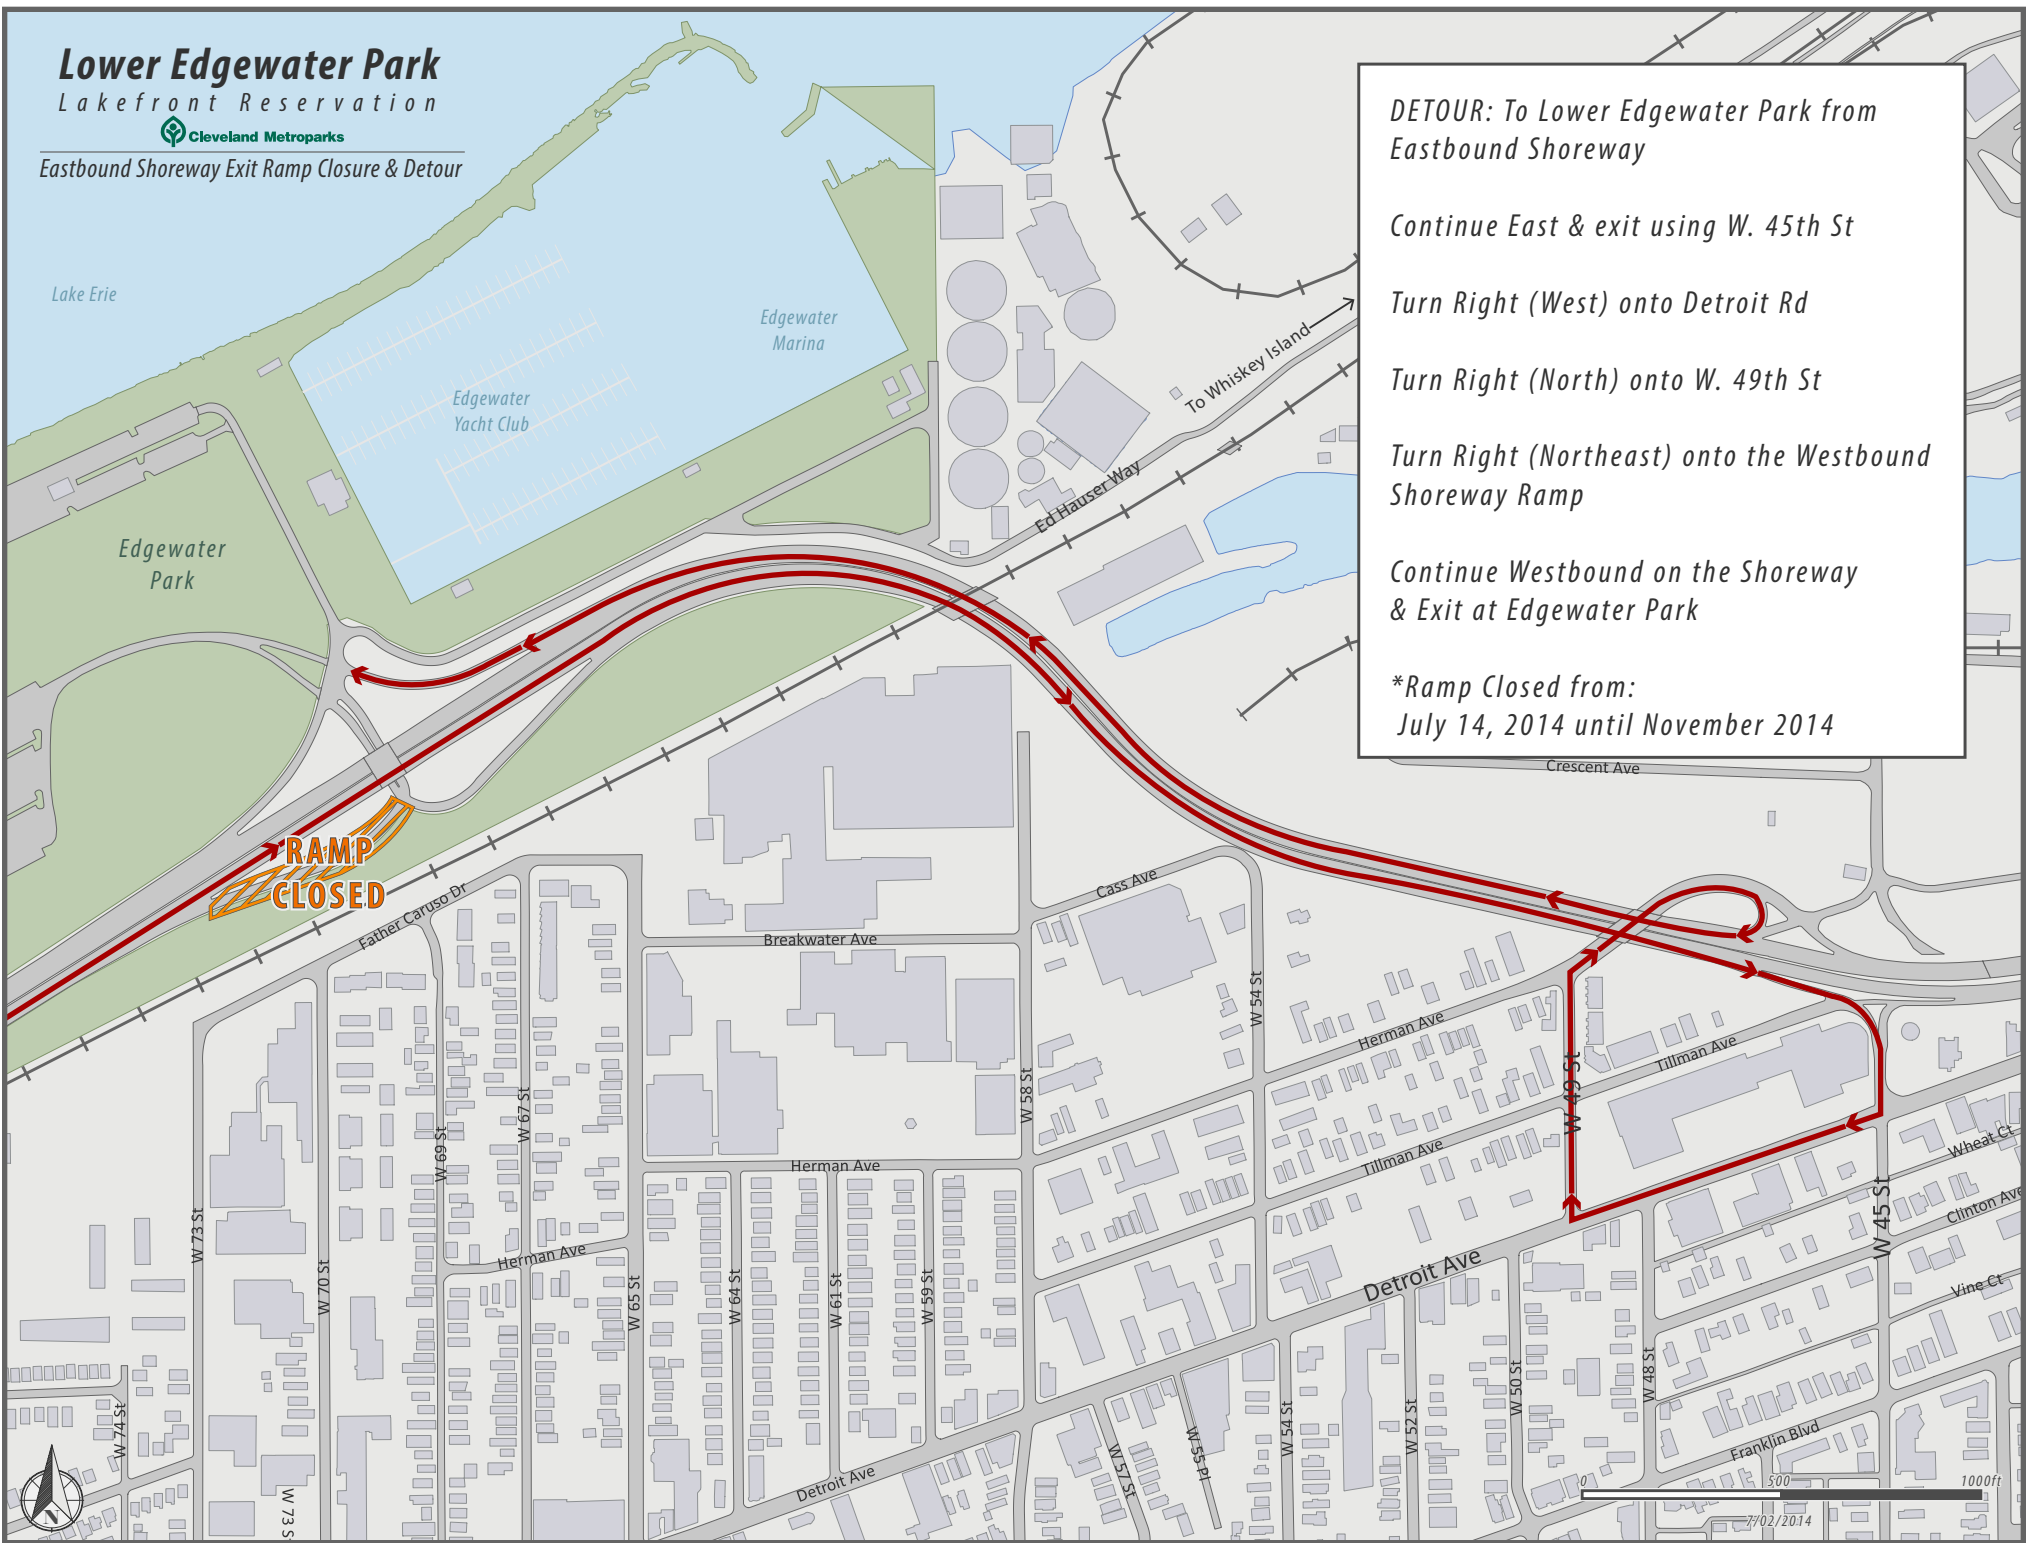 Lower Edgewater Park
Lakefront Reservation
Cleveland Metroparks
Eastbound Shoreway Exit Ramp Closure & Detour
DETOUR: To Lower Edgewater Park from
Eastbound Shoreway
Continue East & exit using W. 45th St
Turn Right (West) onto Detroit Rd
Turn Right (North) onto W. 49th St
Turn Right (Northeast) onto the Westbound
Shoreway Ramp
Continue Westbound on the Shoreway
& Exit at Edgewater Park
*Ramp Closed from:
July 14, 2014 until November 2014
Lake Erie
Edgewater
Marina
Edgewater
Yacht Club
To Whiskey Island
Ed Hauser Way
Edgewater
Park
Crescent Ave
RAMP
CLOSED
Father Caruso Dr
Cass Ave
Breakwater Ave
W 54 St
Herman Ave
Tillman Ave
W 49 St
W 58 St
W 67 St
W 69 St
Tillman Ave
Herman Ave
Wheat Ct
W 45 St
Clinton Ave
W 73 St
Herman Ave
Detroit Ave
Vine Ct
W 70 St
W 65 St
W 64 St
W 61 St
W 59 St
W 50 St
W 48 St
W 74 St
W 54 St
W 52 St
W 55 Pl
W 57 St
Franklin Blvd
Detroit Ave
W 73 St
N
0 500 1000ft
7/02/2014